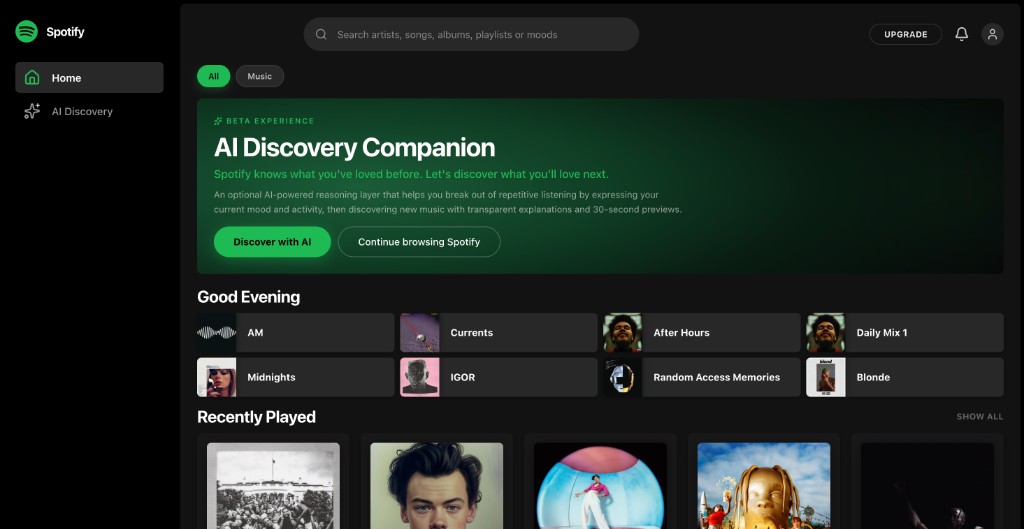 Spotify
Search artists, songs, albums, playlists or moods
UPGRADE
Home
AI Discovery
All
Music
BETA EXPERIENCE
AI Discovery Companion
Spotify knows what you've loved before. Let's discover what you'll love next.
An optional AI-powered reasoning layer that helps you break out of repetitive listening by expressing your
current mood and activity, then discovering new music with transparent explanations and 30-second previews.
Discover with AI
Continue browsing Spotify
Good Evening
AM
Currents
After Hours
Daily Mix 1
Midnights
IGOR
Random Access Memories
blond
Blonde
Recently Played
SHOW ALL